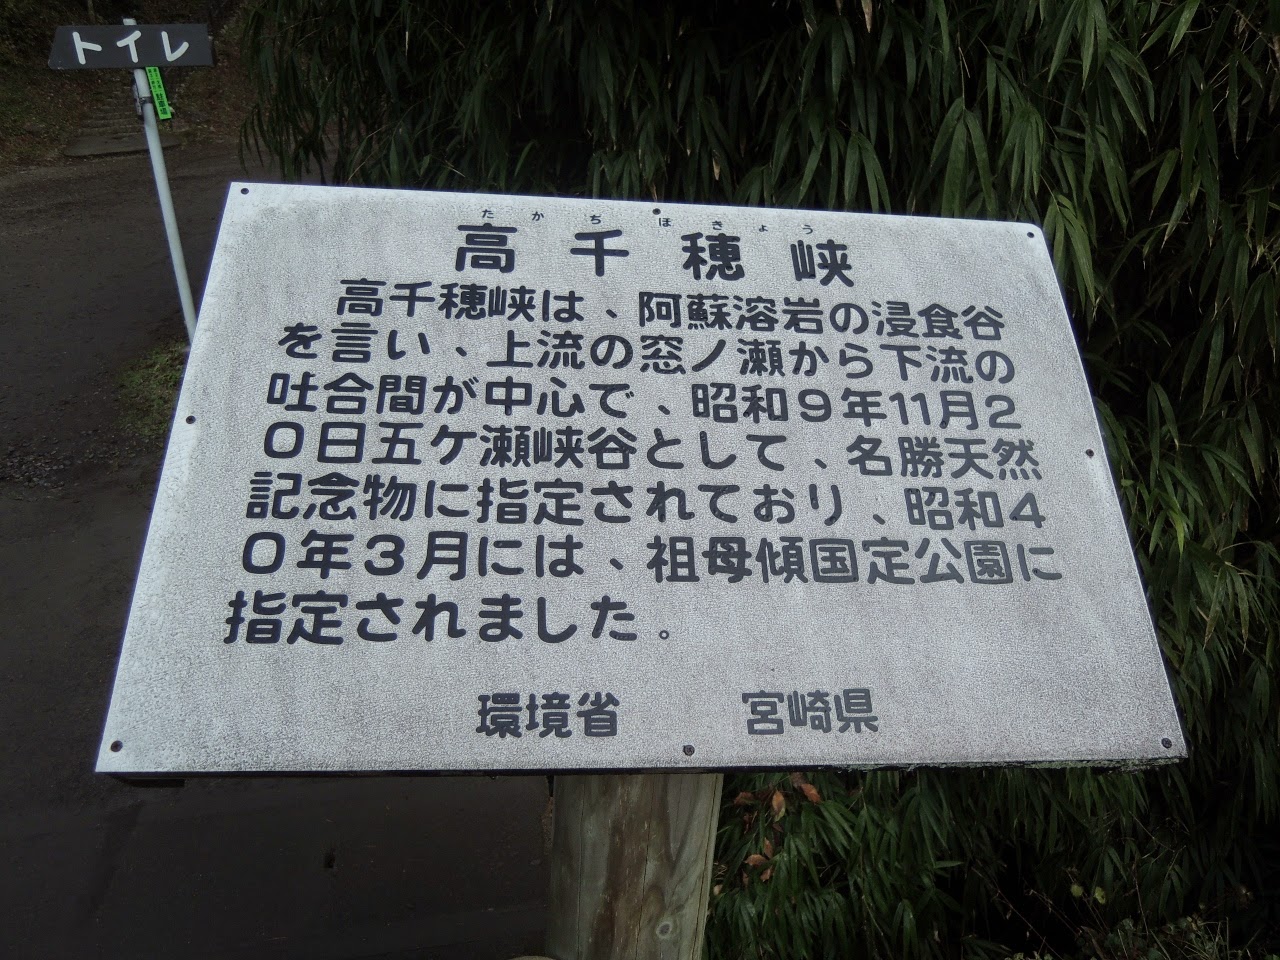 トイレ
駐車場
たかちほきょう
高千穂峡
高千穂峡は、阿蘇溶岩の浸食谷
を言い、上流の窓ノ瀬から下流の
吐合間が中心で、昭和9年11月2
0日五ケ瀬峡谷として、名勝天然
記念物に指定されており、昭和4
0年3月には、祖母傾国定公園に
指定されました。
環境省 宮崎県